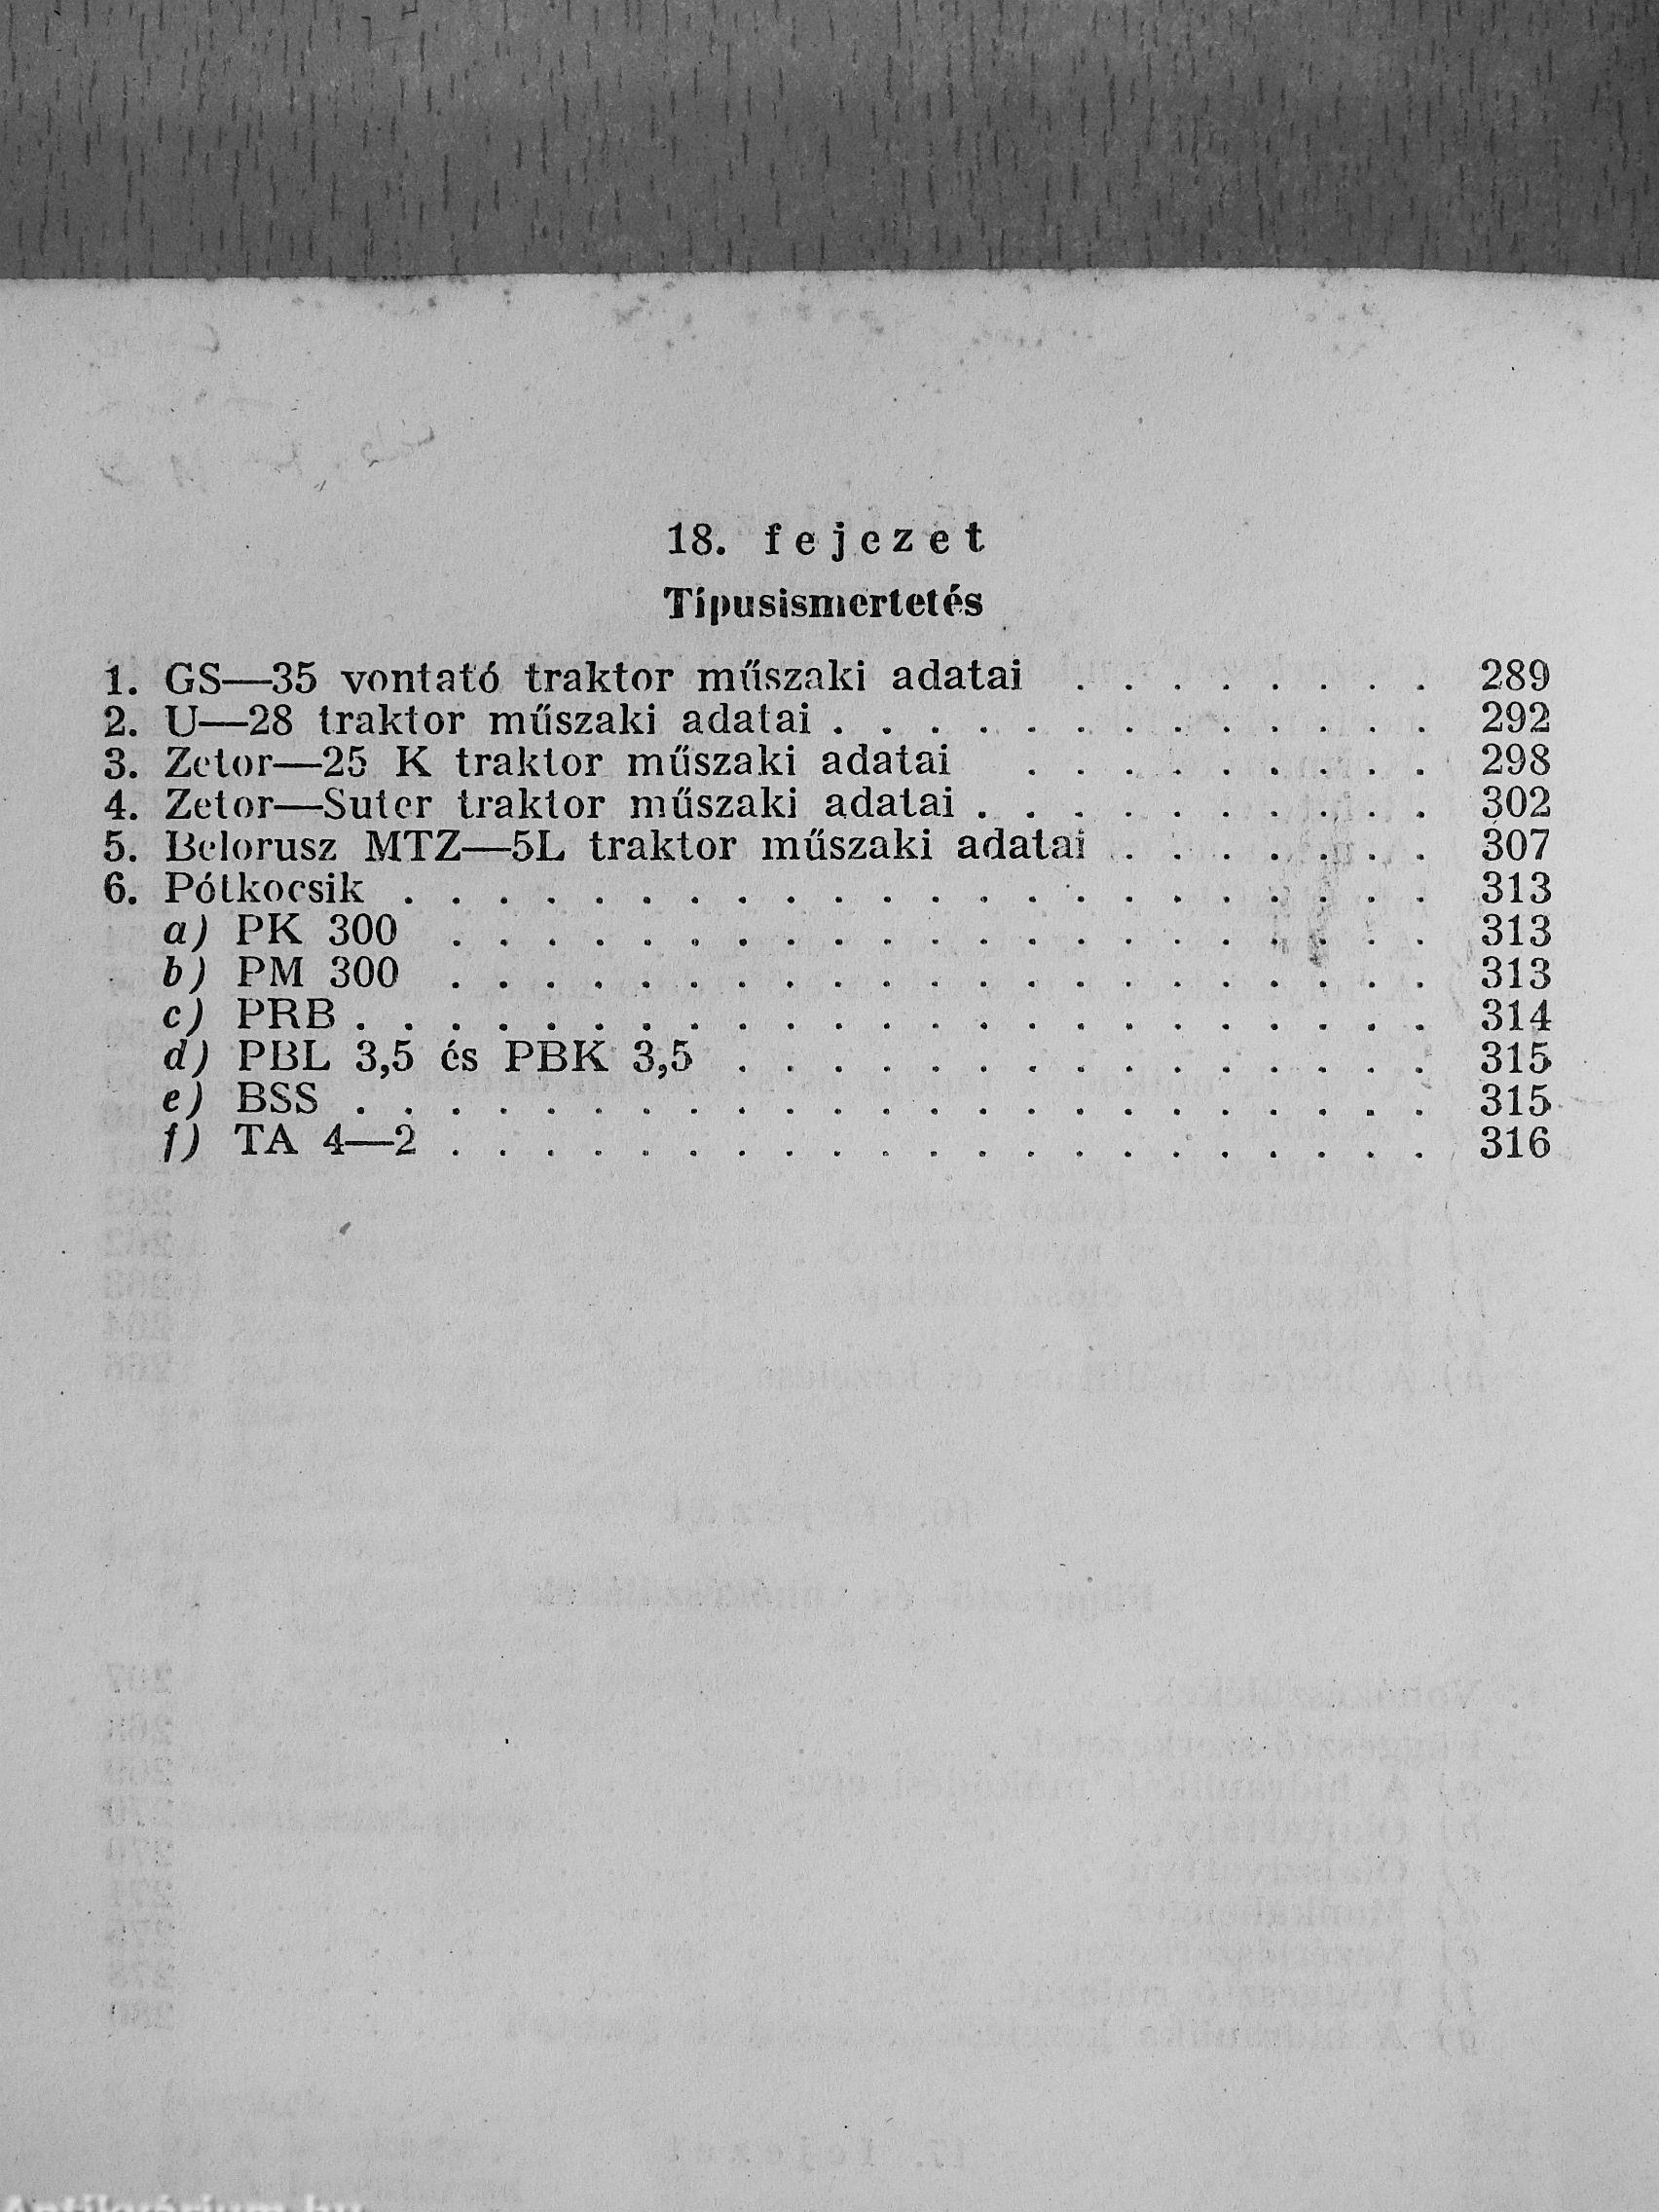 18. fejezet
Típusismertetés
1. GS—35 vontató traktor műszaki adatai . . . . . . . . 289
2. U—28 traktor műszaki adatai . . . . . . . . . . . . . 292
3. Zetor—25 K traktor műszaki adatai . . . . . . . . . 298
4. Zetor—Suter traktor műszaki adatai . . . . . . . . . . 302
5. Belorusz MTZ—5L traktor műszaki adatai . . . . . . . 307
6. Pótkocsik . . . . . . . . . . . . . . . . . . . . . . 313
a) PK 300 . . . . . . . . . . . . . . . . . . . . . 313
b) PM 300 . . . . . . . . . . . . . . . . . . . . . 313
c) PRB . . . . . . . . . . . . . . . . . . . . . . . 314
d) PBL 3,5 és PBK 3,5 . . . . . . . . . . . . . . . 315
e) BSS . . . . . . . . . . . . . . . . . . . . . . . 315
f) TA 4—2 . . . . . . . . . . . . . . . . . . . . . 316